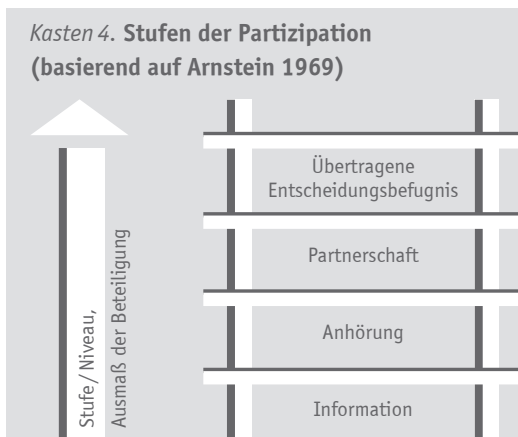 Kasten 4. Stufen der Partizipation
(basierend auf Arnstein 1969)
Übertragene
Entscheidungsbefugnis
Partnerschaft
Anhörung
Information
Stufe / Niveau,
Ausmaß der Beteiligung